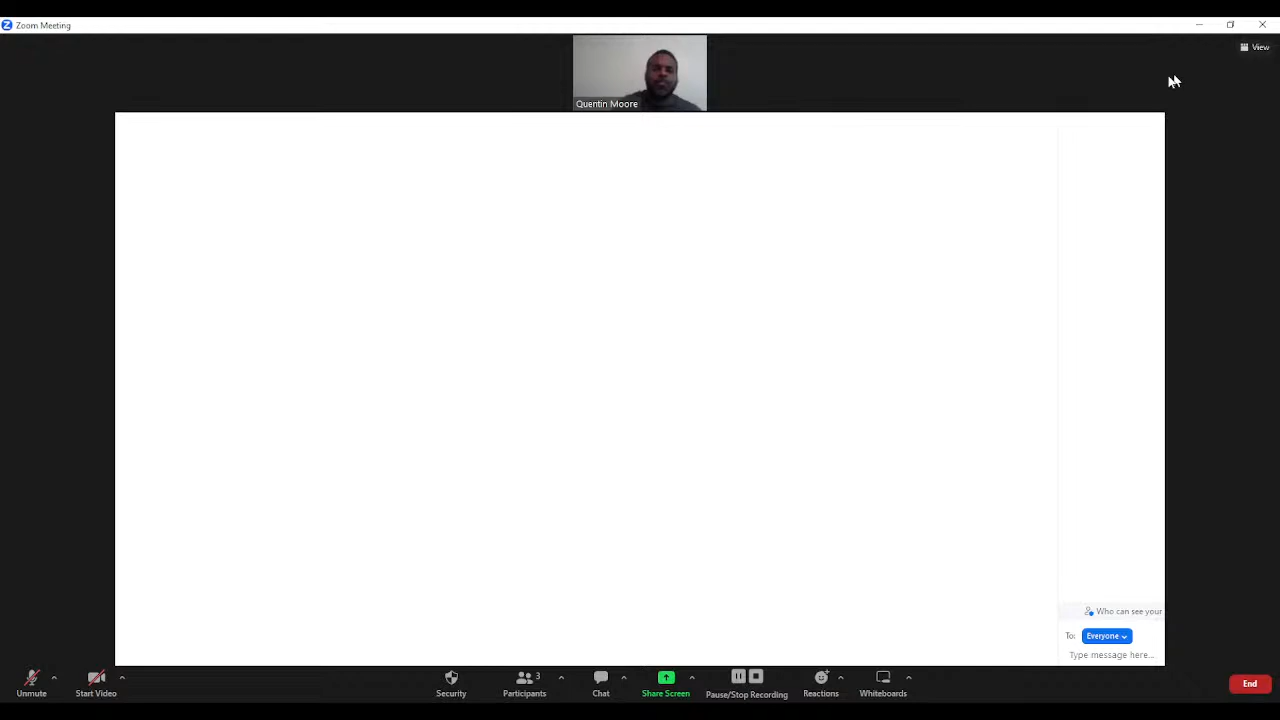 Zoom Meeting
View
Quentin Moore
Who can see your
To: Everyone
Type message here...
Unmute
Start Video
Security
3
Participants
Chat
Share Screen
Pause/Stop Recording
Reactions
Whiteboards
End